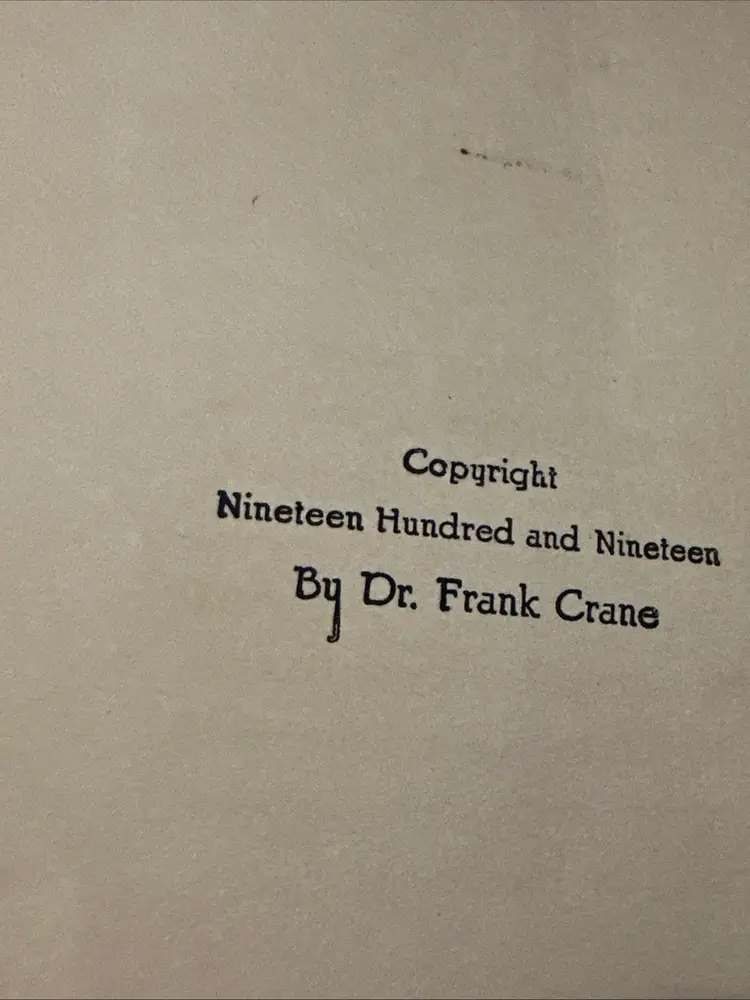 Copyright
Nineteen Hundred and Nineteen
By Dr. Frank Crane